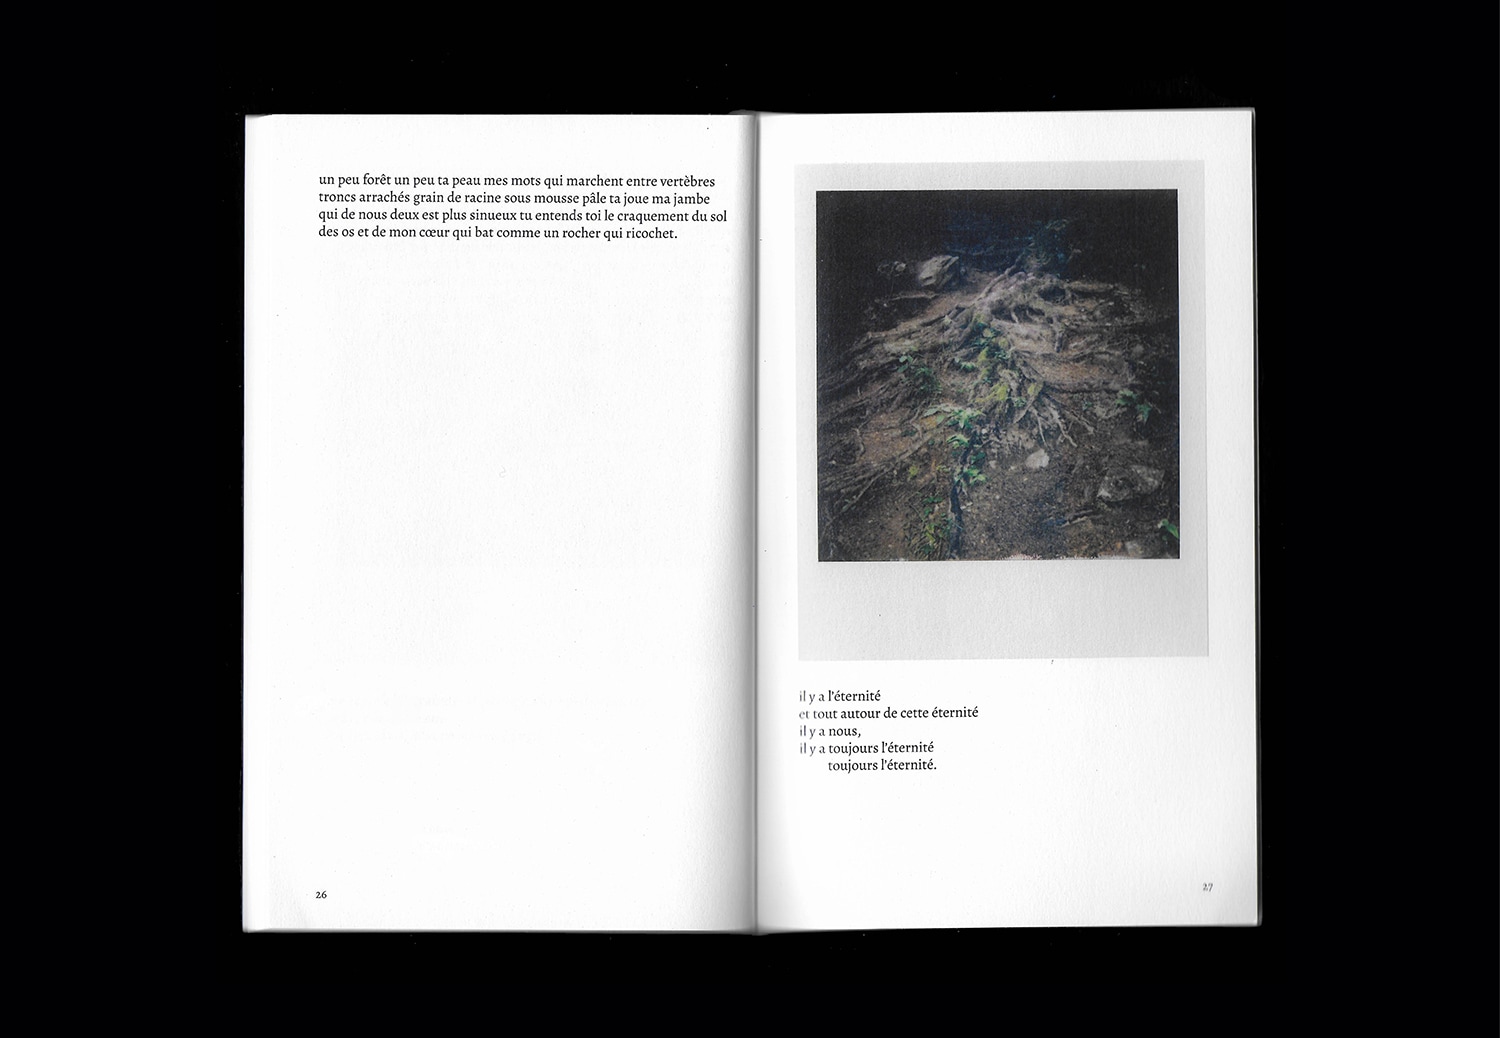 un peu forêt un peu ta peau mes mots qui marchent entre vertèbres
troncs arrachés grain de racine sous mousse pâle ta joue ma jambe
qui de nous deux est plus sinueux tu entends toi le craquement du sol
des os et de mon cœur qui bat comme un rocher qui ricochet.
26
il y a l'éternité
et tout autour de cette éternité
il y a nous,
il y a toujours l'éternité
toujours l'éternité.
27